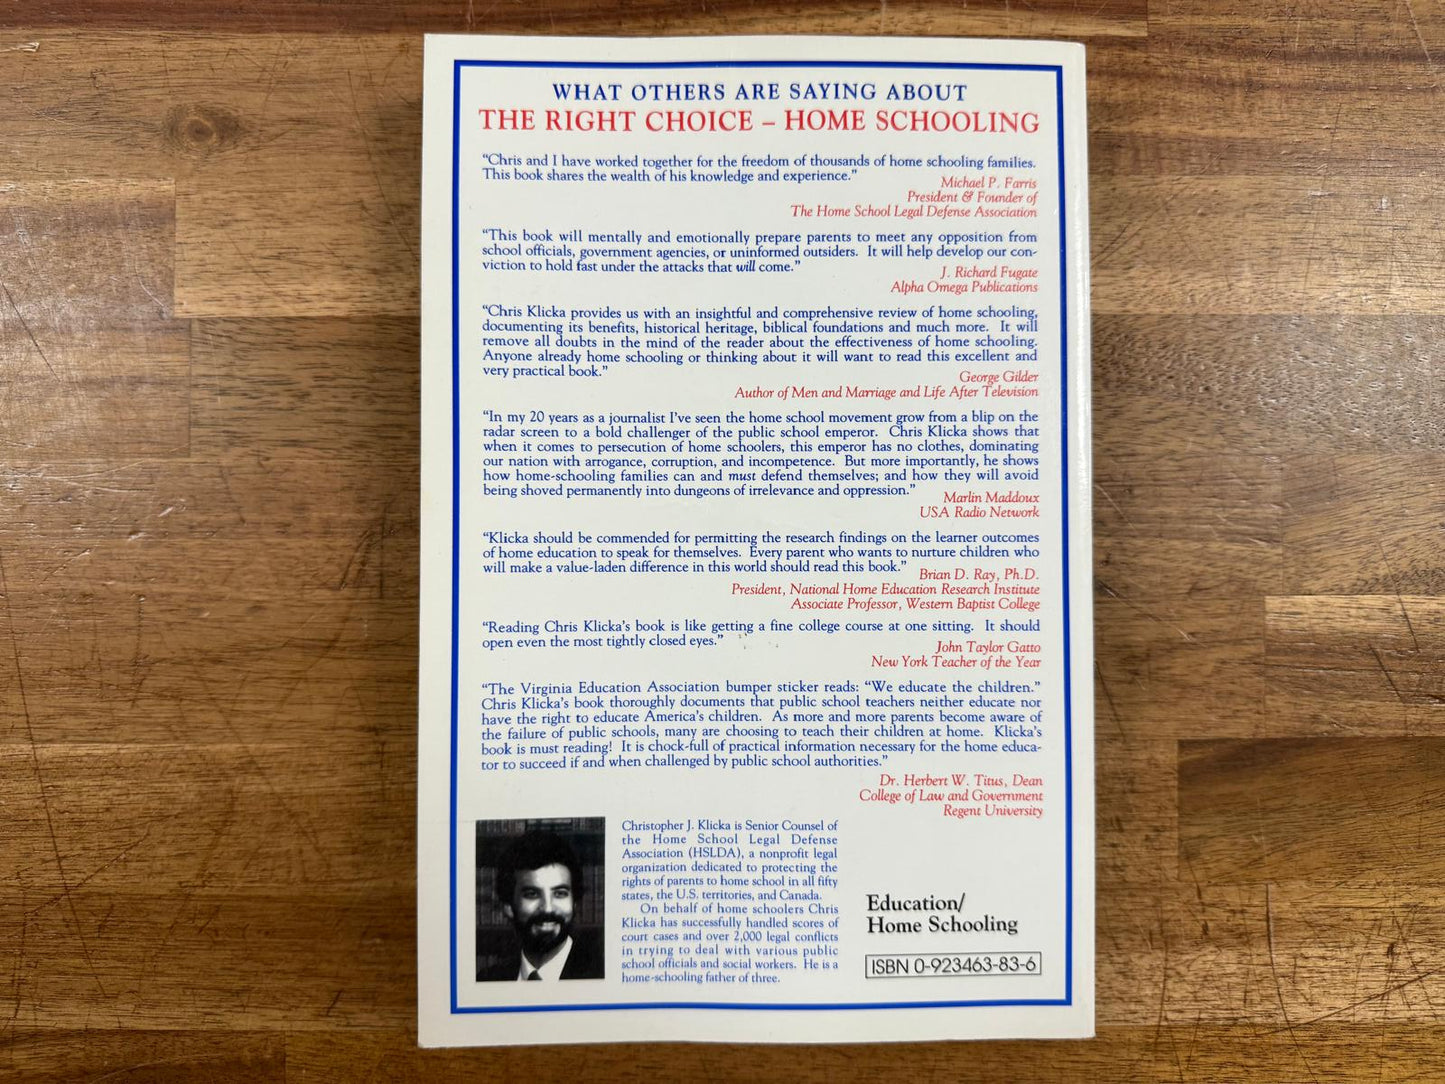 WHAT OTHERS ARE SAYING ABOUT
THE RIGHT CHOICE – HOME SCHOOLING
"Chris and I have worked together for the freedom of thousands of home schooling families.
This book shares the wealth of his knowledge and experience."
Michael P. Farris
President & Founder of
The Home School Legal Defense Association
"This book will mentally and emotionally prepare parents to meet any opposition from
school officials, government agencies, or uninformed outsiders. It will help develop our con-
viction to hold fast under the attacks that will come."
J. Richard Fugate
Alpha Omega Publications
"Chris Klicka provides us with an insightful and comprehensive review of home schooling,
documenting its benefits, historical heritage, biblical foundations and much more. It will
remove all doubts in the mind of the reader about the effectiveness of home schooling.
Anyone already home schooling or thinking about it will want to read this excellent and
very practical book."
George Gilder
Author of Men and Marriage and Life After Television
"In my 20 years as a journalist I've seen the home school movement grow from a blip on the
radar screen to a bold challenger of the public school emperor. Chris Klicka shows that
when it comes to persecution of home schoolers, this emperor has no clothes, dominating
our nation with arrogance, corruption, and incompetence. But more importantly, he shows
how home-schooling families can and must defend themselves; and how they will avoid
being shoved permanently into dungeons of irrelevance and oppression."
Marlin Maddoux
USA Radio Network
"Klicka should be commended for permitting the research findings on the learner outcomes
of home education to speak for themselves. Every parent who wants to nurture children who
will make a value-laden difference in this world should read this book."
Brian D. Ray, Ph.D.
President, National Home Education Research Institute
Associate Professor, Western Baptist College
"Reading Chris Klicka's book is like getting a fine college course at one sitting. It should
open even the most tightly closed eyes."
John Taylor Gatto
New York Teacher of the Year
"The Virginia Education Association bumper sticker reads: "We educate the children."
Chris Klicka's book thoroughly documents that public school teachers neither educate nor
have the right to educate America's children. As more and more parents become aware of
the failure of public schools, many are choosing to teach their children at home. Klicka's
book is must reading! It is chock-full of practical information necessary for the home educa-
tor to succeed if and when challenged by public school authorities."
Dr. Herbert W. Titus, Dean
College of Law and Government
Regent University
Christopher J. Klicka is Senior Counsel of
the Home School Legal Defense
Association (HSLDA), a nonprofit legal
organization dedicated to protecting the
rights of parents to home school in all fifty
states, the U.S. territories, and Canada.
On behalf of home schoolers Chris
Klicka has successfully handled scores of
court cases and over 2,000 legal conflicts
in trying to deal with various public
school officials and social workers. He is a
home-schooling father of three.
Education/
Home Schooling
ISBN 0-923463-83-6